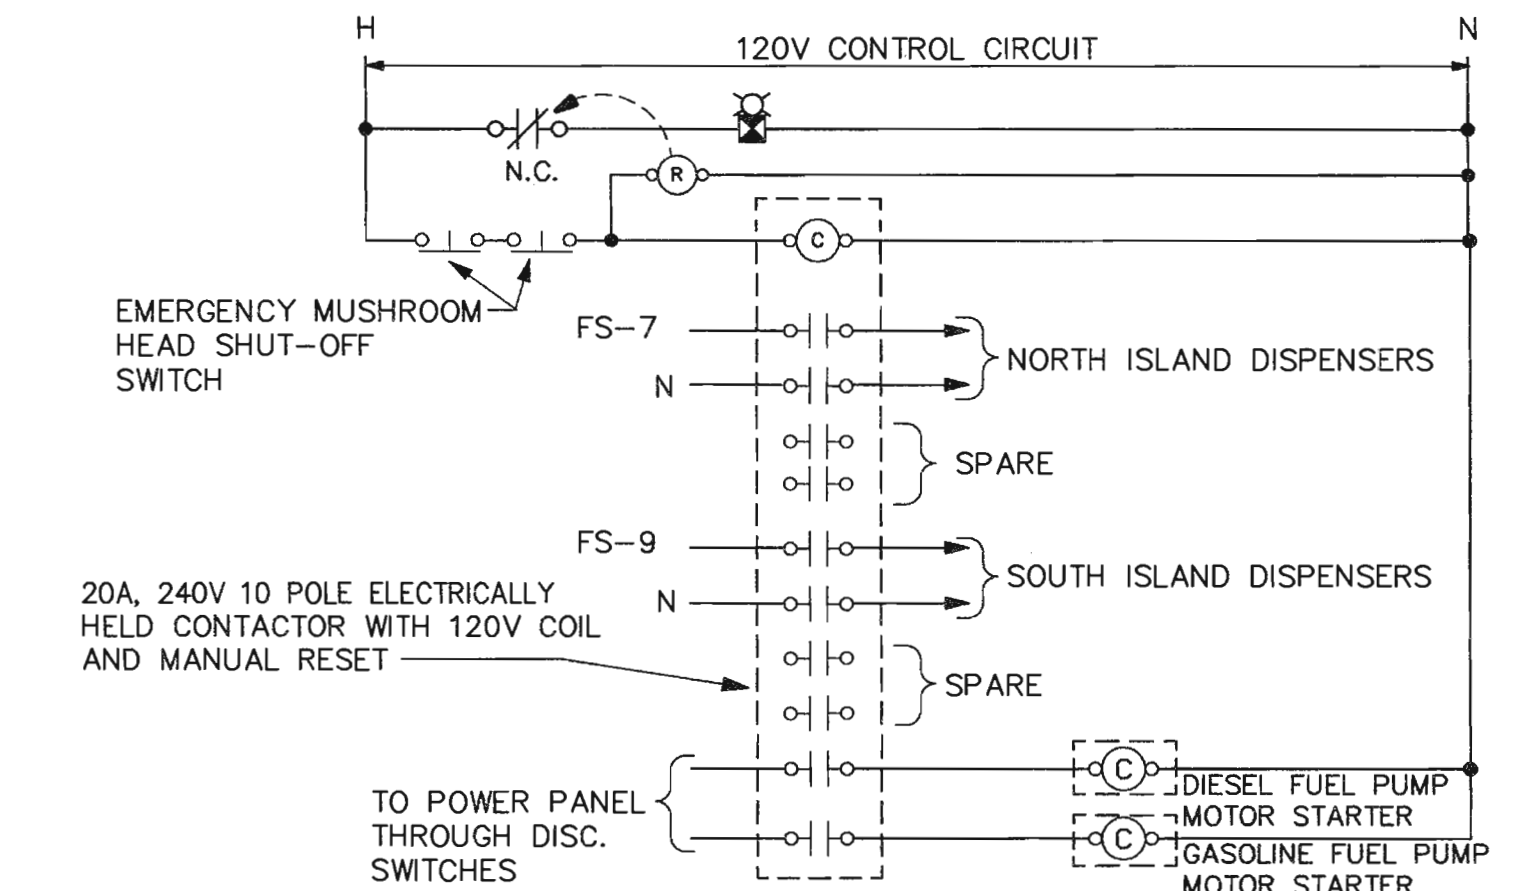 H
N
120V CONTROL CIRCUIT
N.C.
R
C
EMERGENCY MUSHROOM
HEAD SHUT-OFF
SWITCH
FS-7
N
NORTH ISLAND DISPENSERS
SPARE
FS-9
N
SOUTH ISLAND DISPENSERS
20A, 240V 10 POLE ELECTRICALLY
HELD CONTACTOR WITH 120V COIL
AND MANUAL RESET
SPARE
TO POWER PANEL
THROUGH DISC.
SWITCHES
C
DIESEL FUEL PUMP
MOTOR STARTER
C
GASOLINE FUEL PUMP
MOTOR STARTER